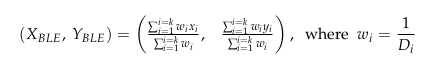 $(X_{BLE},\ Y_{BLE}) = \left( \frac{\sum_{i=1}^{i=k} w_i x_i}{\sum_{i=1}^{i=k} w_i},\ \frac{\sum_{i=1}^{i=k} w_i y_i}{\sum_{i=1}^{i=k} w_i} \right),\ \text{where}\ w_i = \frac{1}{D_i}$